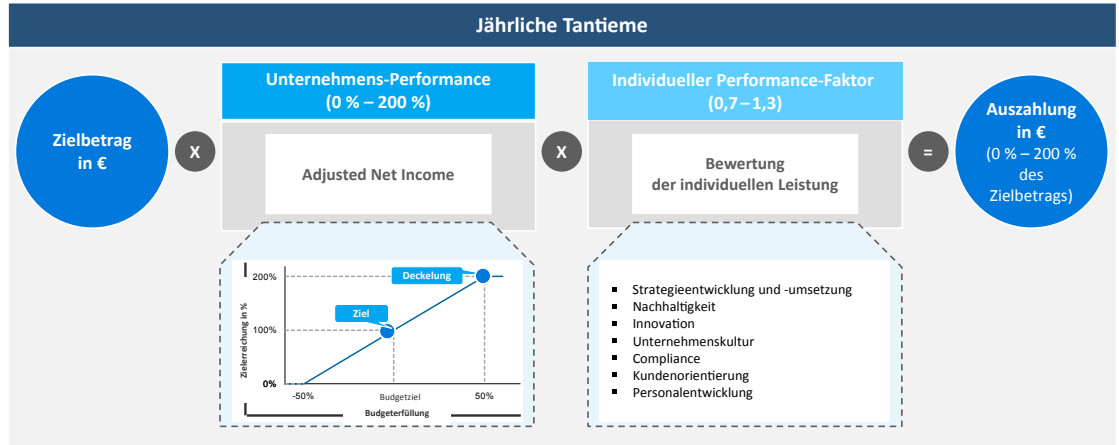 Jährliche Tantieme
Zielbetrag
in €
X
Unternehmens-Performance
(0 % – 200 %)
Adjusted Net Income
X
Individueller Performance-Faktor
(0,7 – 1,3)
Bewertung
der individuellen Leistung
=
Auszahlung
in €
(0 % – 200 %
des
Zielbetrags)
Zielerreichung in %
200%
100%
0%
Deckelung
Ziel
-50%
Budgetziel
50%
Budgeterfüllung
▪ Strategieentwicklung und -umsetzung
▪ Nachhaltigkeit
▪ Innovation
▪ Unternehmenskultur
▪ Compliance
▪ Kundenorientierung
▪ Personalentwicklung